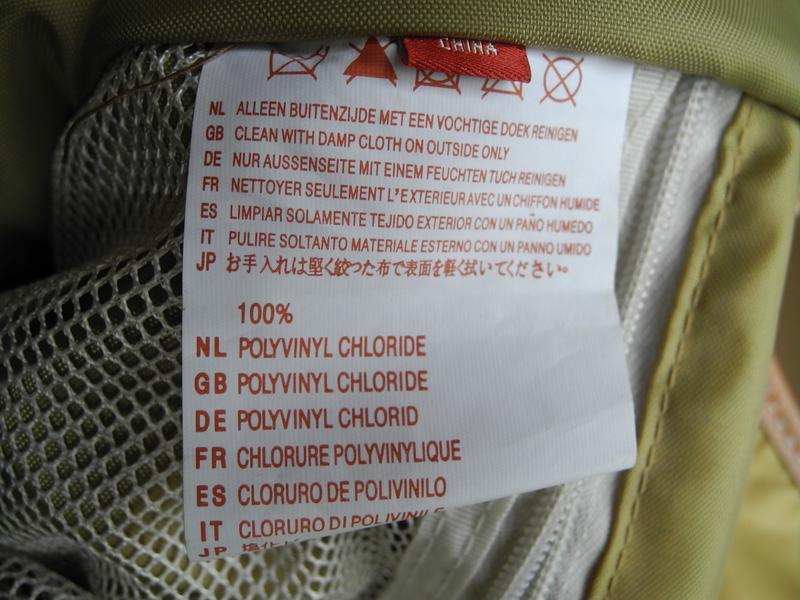 CHINA
NL ALLEEN BUITENZIJDE MET EEN VOCHTIGE DOEK REINIGEN
GB CLEAN WITH DAMP CLOTH ON OUTSIDE ONLY
DE NUR AUSSENSEITE MIT EINEM FEUCHTEN TUCH REINIGEN
FR NETTOYER SEULEMENT L'EXTERIEUR AVEC UN CHIFFON HUMIDE
ES LIMPIAR SOLAMENTE TEJIDO EXTERIOR CON UN PAÑO HUMEDO
IT PULIRE SOLTANTO MATERIALE ESTERNO CON UN PANNO UMIDO
JP お手入れは堅く絞った布で表面を軽く拭いてください。
100%
NL POLYVINYL CHLORIDE
GB POLYVINYL CHLORIDE
DE POLYVINYL CHLORID
FR CHLORURE POLYVINYLIQUE
ES CLORURO DE POLIVINILO
IT CLORURO DI POLIVINILE
JP